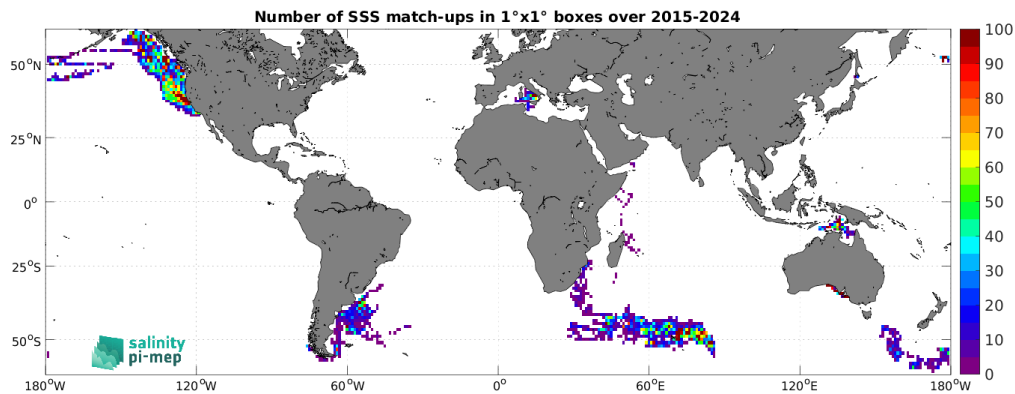 Number of SSS match-ups in 1°x1° boxes over 2015-2024
50°N
25°N
0°
25°S
50°S
180°W
120°W
60°W
0°
60°E
120°E
180°W
100
90
80
70
60
50
40
30
20
10
0
salinity
pi-mep